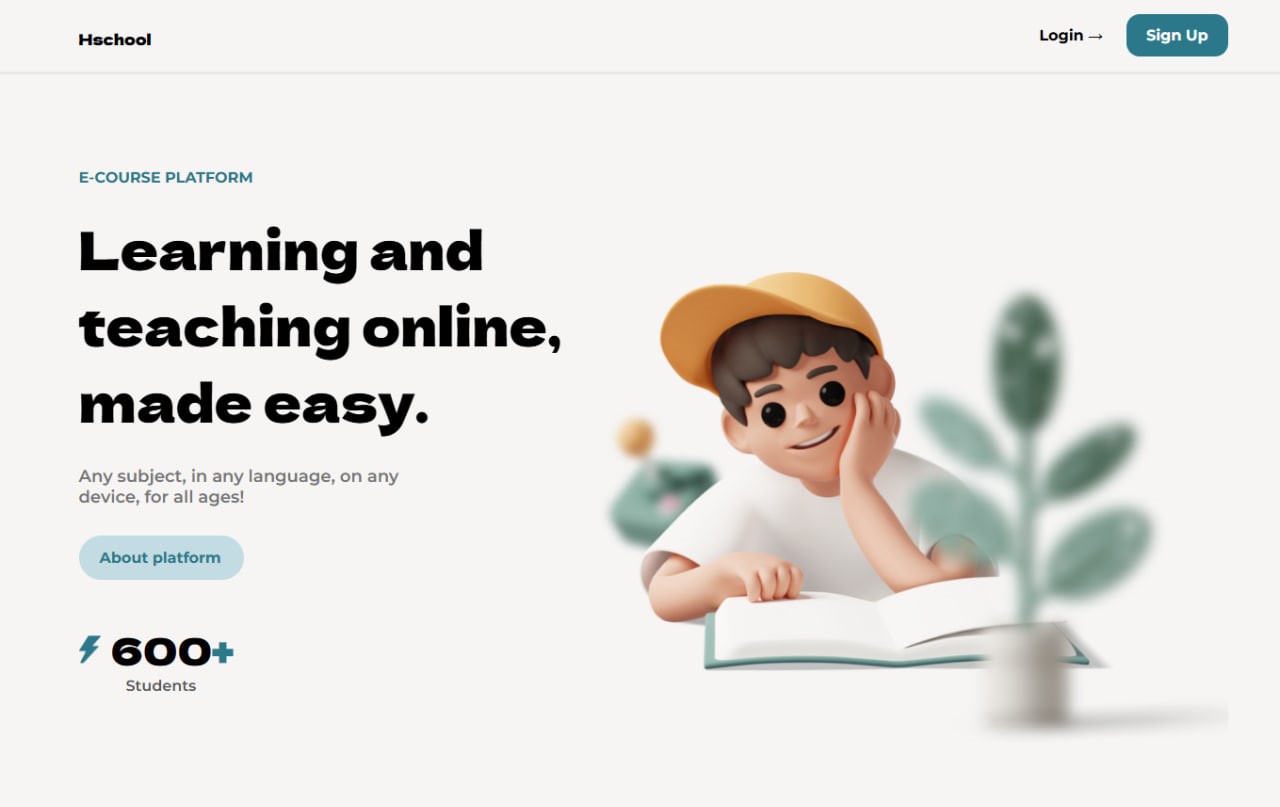 Hschool
Login →
Sign Up
E-COURSE PLATFORM
Learning and
teaching online,
made easy.
Any subject, in any language, on any
device, for all ages!
About platform
600+
Students